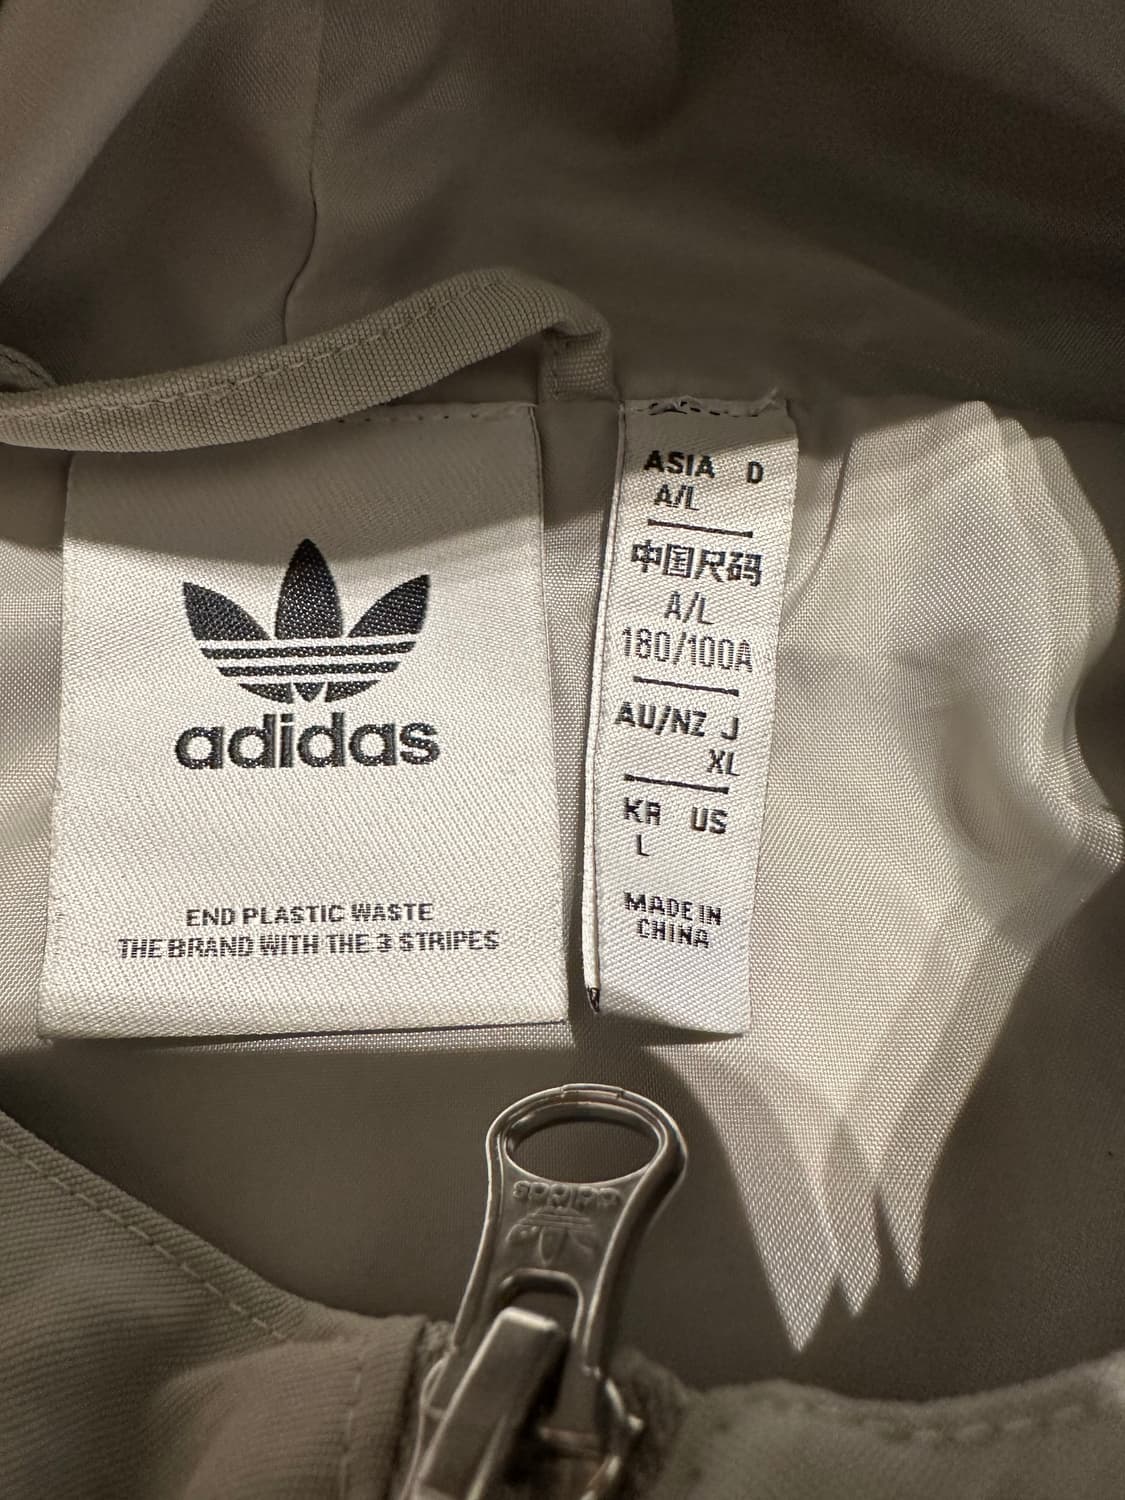 adidas
END PLASTIC WASTE
THE BRAND WITH THE 3 STRIPES
ASIA D
A/L
中国尺码
A/L
180/100A
AU/NZ J
XL
KR US
L
MADE IN
CHINA
adidas